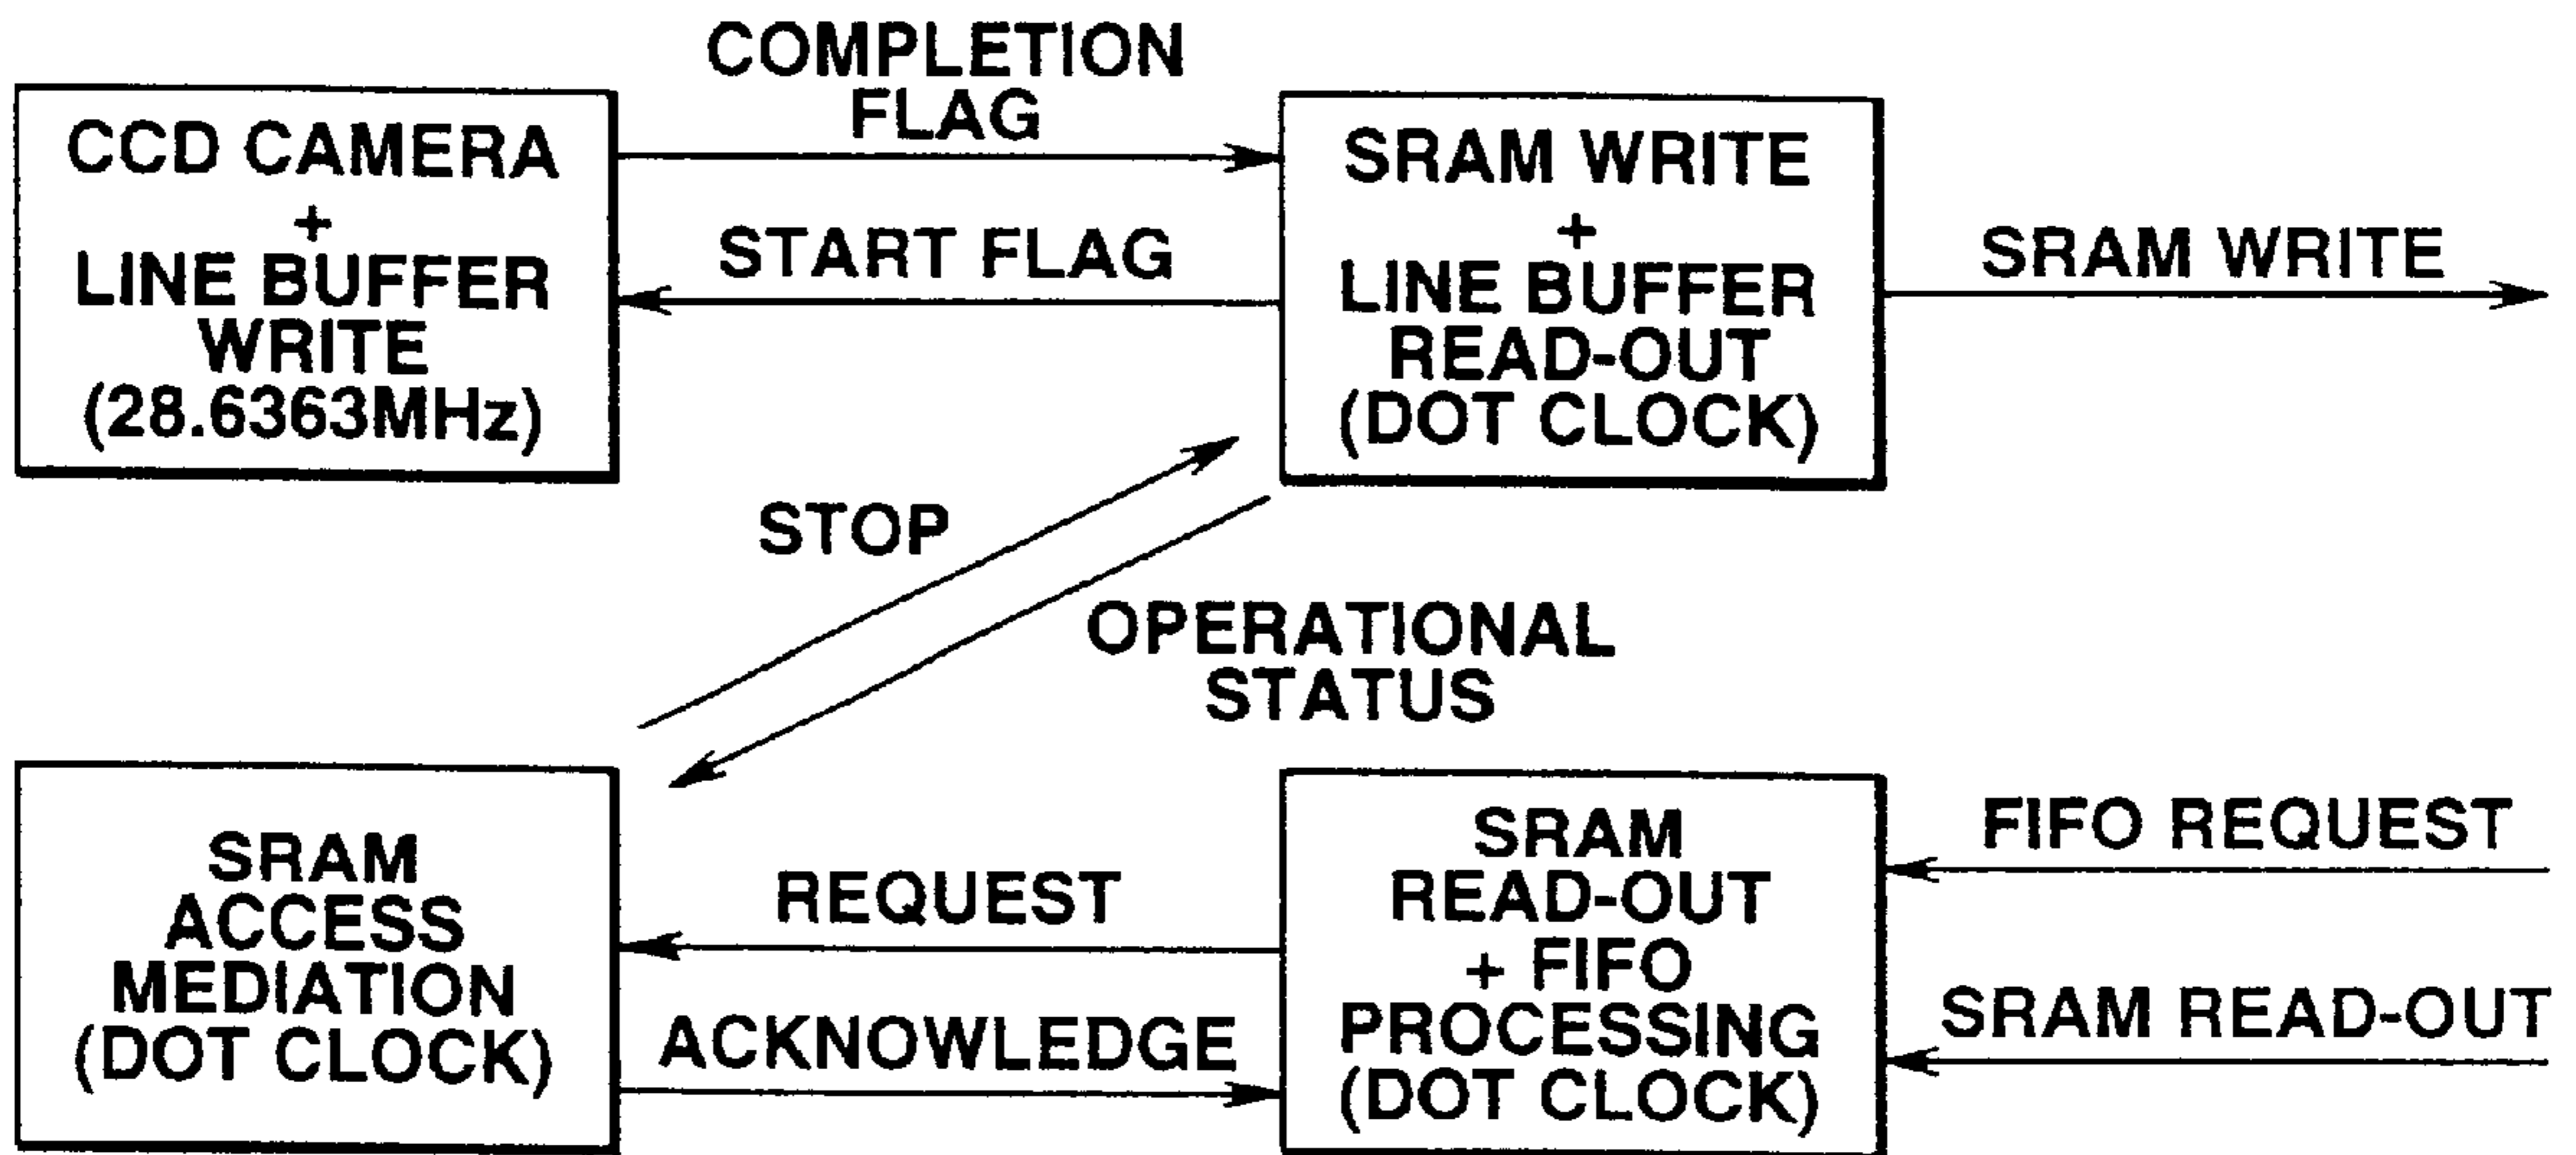 COMPLETION
FLAG
CCD CAMERA
+
LINE BUFFER
WRITE
(28.6363MHz)
START FLAG
SRAM WRITE
+
LINE BUFFER
READ-OUT
(DOT CLOCK)
SRAM WRITE
STOP
OPERATIONAL
STATUS
SRAM
ACCESS
MEDIATION
(DOT CLOCK)
REQUEST
ACKNOWLEDGE
SRAM
READ-OUT
+ FIFO
PROCESSING
(DOT CLOCK)
FIFO REQUEST
SRAM READ-OUT